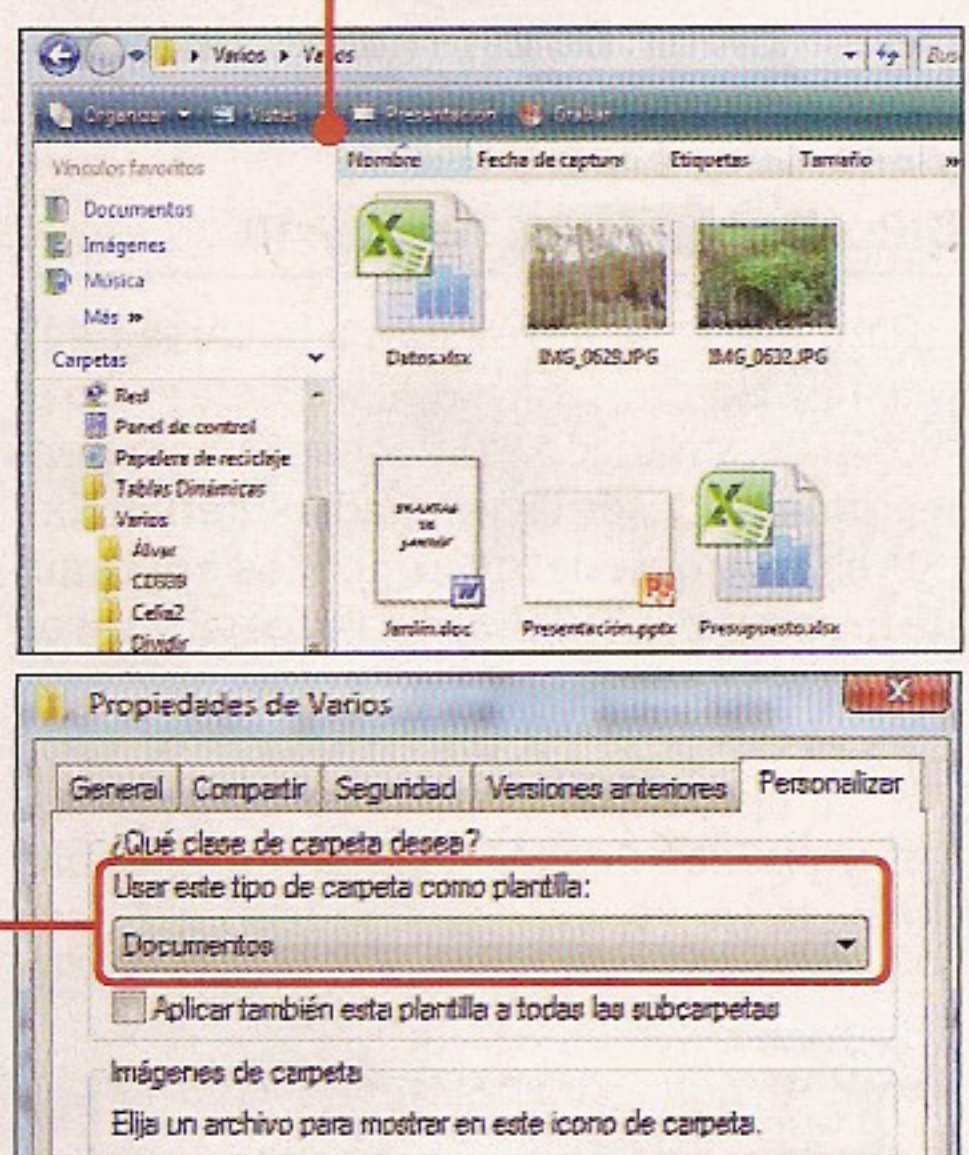 Varios Varios
Organizar Vistas Presentación Grabar
Vínculos favoritos
Documentos
Imágenes
Música
Más »
Carpetas
Red
Panel de control
Papelera de reciclaje
Tablas Dinámicas
Varios
Dividir
Celia2
Nombre Fecha de captura Etiquetas Tamaño »
Datos.xlsx IMG_0629.JPG IMG_0632.JPG
Jardín.doc Presentación.pptx Presupuesto.xlsx
Propiedades de Varios
General Compartir Seguridad Versiones anteriores Personalizar
¿Qué clase de carpeta desea?
Usar este tipo de carpeta como plantilla:
Documentos
Aplicar también esta plantilla a todas las subcarpetas
Imágenes de carpeta
Elija un archivo para mostrar en este icono de carpeta.